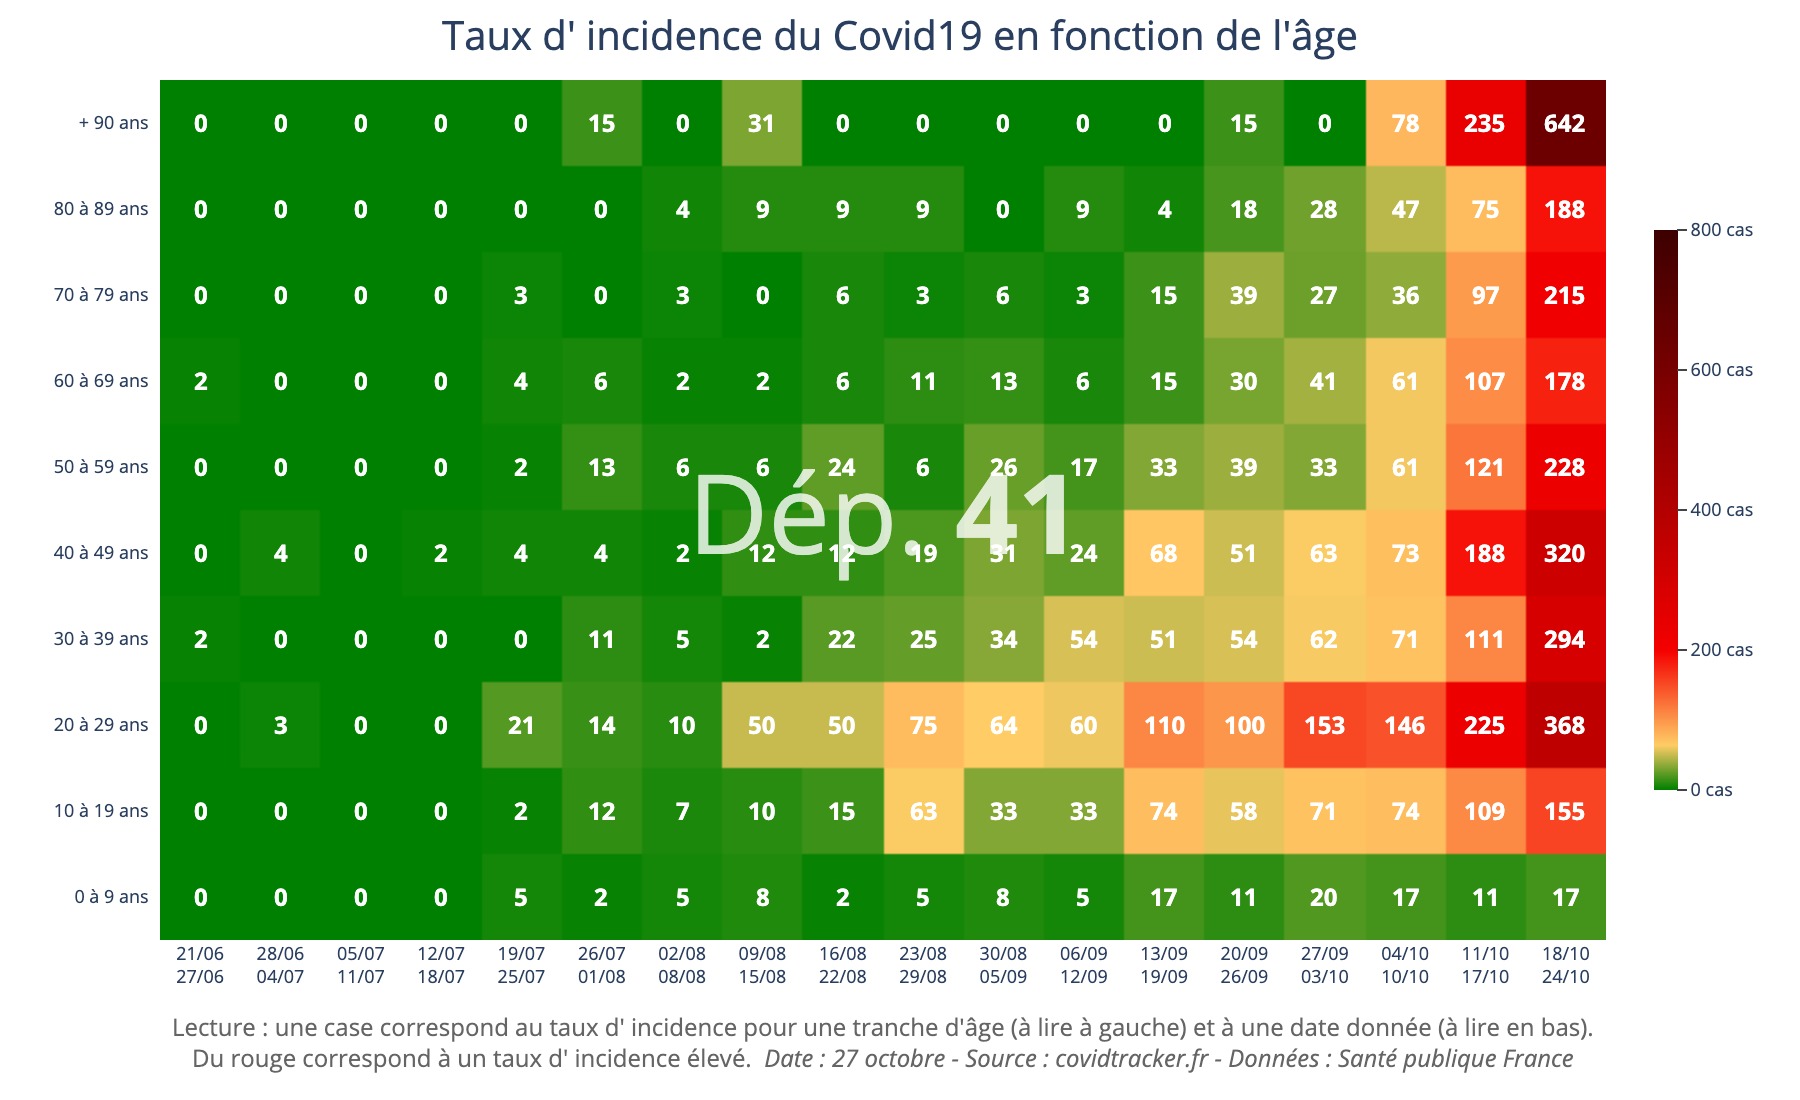 Taux d' incidence du Covid19 en fonction de l'âge
+ 90 ans 0 0 0 0 0 15 0 31 0 0 0 0 0 15 0 78 235 642
80 à 89 ans 0 0 0 0 0 0 4 9 9 9 0 9 4 18 28 47 75 188
800 cas
70 à 79 ans 0 0 0 0 3 0 3 0 6 3 6 3 15 39 27 36 97 215
60 à 69 ans 2 0 0 0 4 6 2 2 6 11 13 6 15 30 41 61 107 178
600 cas
50 à 59 ans 0 0 0 0 2 13 6 6 24 6 26 17 33 39 33 61 121 228
Dép. 41
400 cas
40 à 49 ans 0 4 0 2 4 4 2 12 12 19 31 24 68 51 63 73 188 320
30 à 39 ans 2 0 0 0 0 11 5 2 22 25 34 54 51 54 62 71 111 294
200 cas
20 à 29 ans 0 3 0 0 21 14 10 50 50 75 64 60 110 100 153 146 225 368
0 cas
10 à 19 ans 0 0 0 0 2 12 7 10 15 63 33 33 74 58 71 74 109 155
0 à 9 ans 0 0 0 0 5 2 5 8 2 5 8 5 17 11 20 17 11 17
21/06 28/06 05/07 12/07 19/07 26/07 02/08 09/08 16/08 23/08 30/08 06/09 13/09 20/09 27/09 04/10 11/10 18/10
27/06 04/07 11/07 18/07 25/07 01/08 08/08 15/08 22/08 29/08 05/09 12/09 19/09 26/09 03/10 10/10 17/10 24/10
Lecture : une case correspond au taux d' incidence pour une tranche d'âge (à lire à gauche) et à une date donnée (à lire en bas).
Du rouge correspond à un taux d' incidence élevé. Date : 27 octobre - Source : covidtracker.fr - Données : Santé publique France